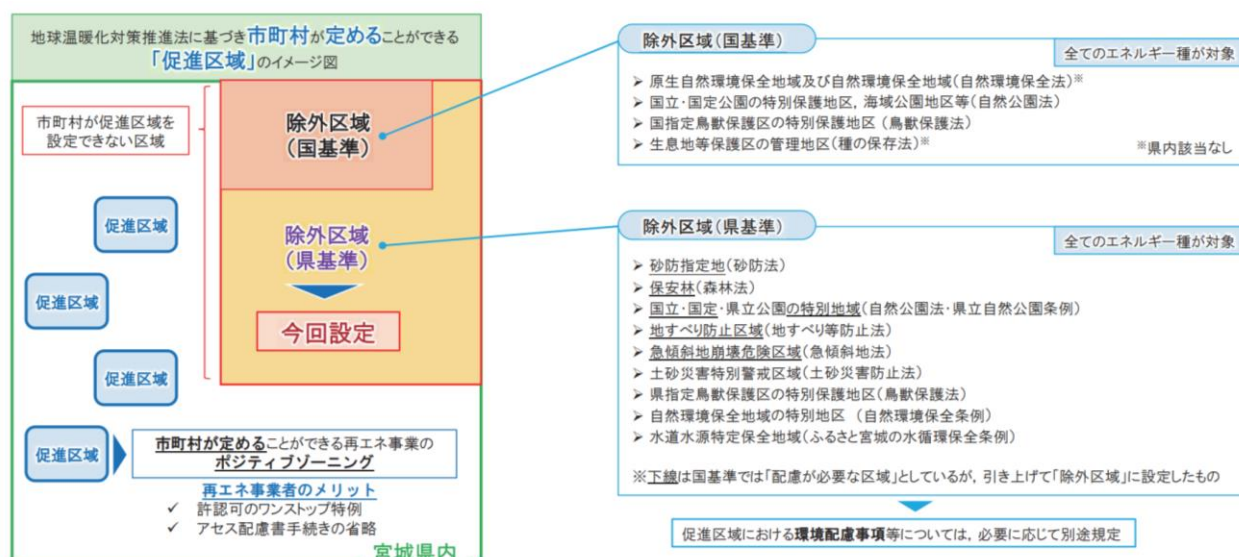 地球温暖化対策推進法に基づき市町村が定めることができる
「促進区域」のイメージ図
市町村が促進区域を
設定できない区域
除外区域
(国基準)
促進区域
除外区域
(県基準)
促進区域
今回設定
促進区域
促進区域
市町村が定めることができる再エネ事業の
ポジティブゾーニング
再エネ事業者のメリット
✓ 許認可のワンストップ特例
✓ アセス配慮書手続きの省略
宮城県内
除外区域(国基準)
全てのエネルギー種が対象
➢ 原生自然環境保全地域及び自然環境保全地域(自然環境保全法)※
➢ 国立・国定公園の特別保護地区, 海域公園地区等(自然公園法)
➢ 国指定鳥獣保護区の特別保護地区 (鳥獣保護法)
➢ 生息地等保護区の管理地区(種の保存法)※
※県内該当なし
除外区域(県基準)
全てのエネルギー種が対象
➢ 砂防指定地(砂防法)
➢ 保安林(森林法)
➢ 国立・国定・県立公園の特別地域(自然公園法・県立自然公園条例)
➢ 地すべり防止区域(地すべり等防止法)
➢ 急傾斜地崩壊危険区域(急傾斜地法)
➢ 土砂災害特別警戒区域(土砂災害防止法)
➢ 県指定鳥獣保護区の特別保護地区(鳥獣保護法)
➢ 自然環境保全地域の特別地区 (自然環境保全条例)
➢ 水道水源特定保全地域(ふるさと宮城の水循環保全条例)
※下線は国基準では「配慮が必要な区域」としているが, 引き上げて「除外区域」に設定したもの
促進区域における環境配慮事項等については, 必要に応じて別途規定